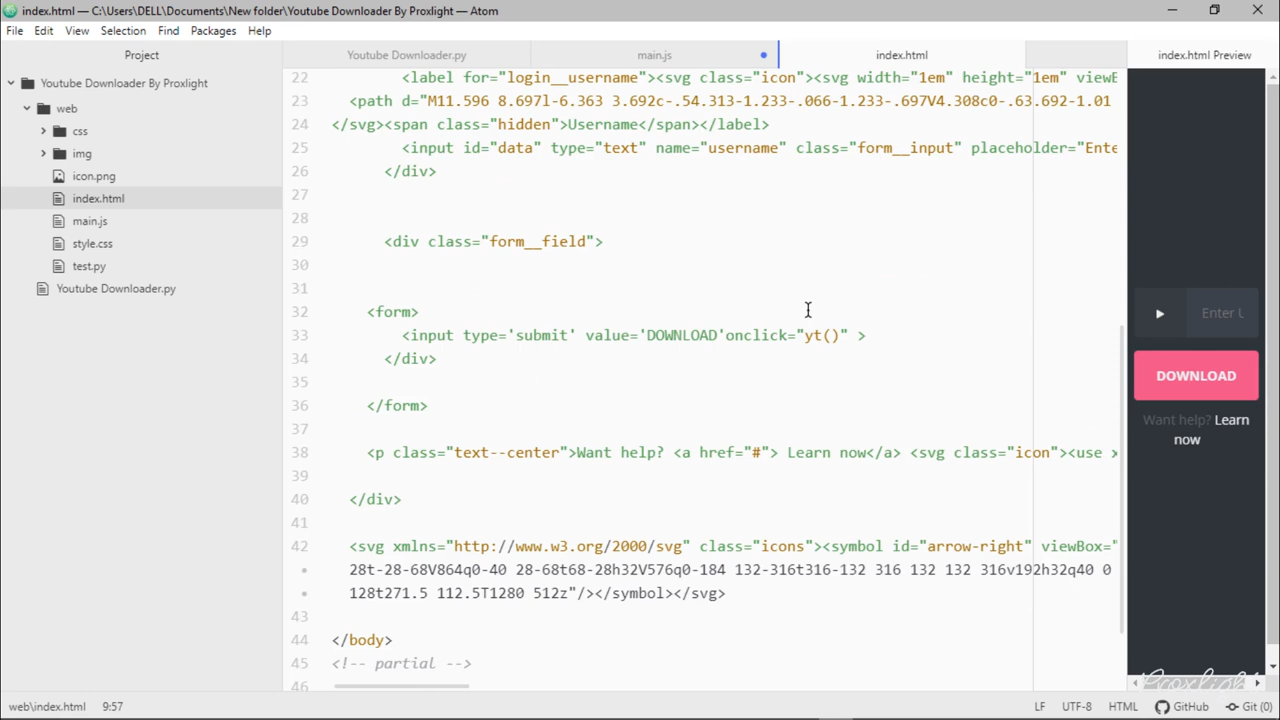 index.html — C:\Users\DELL\Documents\New folder\Youtube Downloader By Proxlight — Atom
File Edit View Selection Find Packages Help
Project
Youtube Downloader.py
main.js
index.html
index.html Preview
Youtube Downloader By Proxlight
web
css
img
icon.png
index.html
main.js
style.css
test.py
Youtube Downloader.py
22 <label for="login__username"><svg class="icon"><svg width="1em" height="1em" viewB
23 <path d="M11.596 8.697l-6.363 3.692c-.54.313-1.233-.066-1.233-.697V4.308c0-.63.692-1.01
24 </svg><span class="hidden">Username</span></label>
25 <input id="data" type="text" name="username" class="form__input" placeholder="Ente
26 </div>
27
28
29 <div class="form__field">
30
31
32 <form>
33 <input type='submit' value='DOWNLOAD'onclick="yt()" >
34 </div>
35
36 </form>
37
38 <p class="text--center">Want help? <a href="#"> Learn now</a> <svg class="icon"><use x
39
40 </div>
41
42 <svg xmlns="http://www.w3.org/2000/svg" class="icons"><symbol id="arrow-right" viewBox="
28t-28-68V864q0-40 28-68t68-28h32V576q0-184 132-316t316-132 316 132 132 316v192h32q40 0
128t271.5 112.5T1280 512z"/></symbol></svg>
43
44 </body>
45 <!-- partial -->
46
Enter U
DOWNLOAD
Want help? Learn
now
Proxlight
web\index.html 9:57
LF UTF-8 HTML GitHub Git (0)